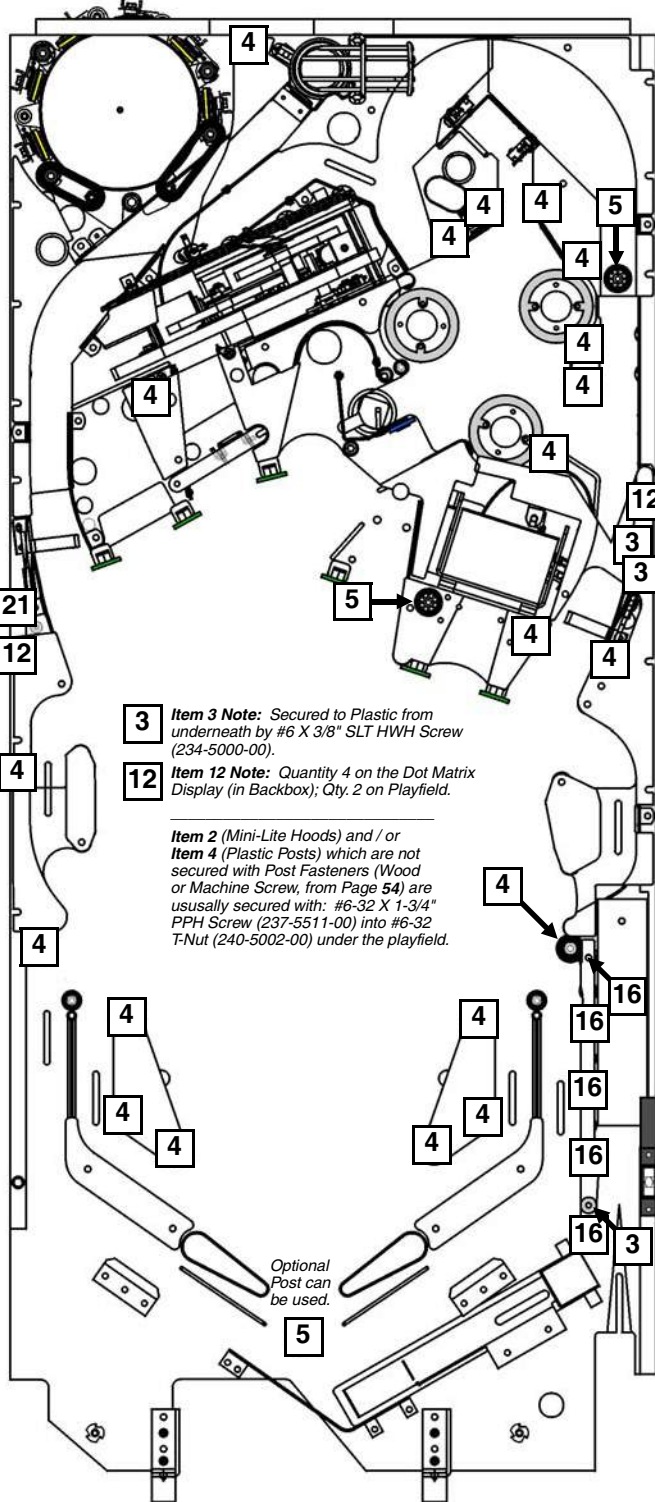 4
4
4
5
4
4
4
4
4
4
4
12
3
3
21
5
4
12
4
3 Item 3 Note: Secured to Plastic from
underneath by #6 X 3/8" SLT HWH Screw
(234-5000-00).
4
12 Item 12 Note: Quantity 4 on the Dot Matrix
Display (in Backbox); Qty. 2 on Playfield.
Item 2 (Mini-Lite Hoods) and / or
Item 4 (Plastic Posts) which are not
secured with Post Fasteners (Wood
or Machine Screw, from Page 54) are
ususally secured with: #6-32 X 1-3/4"
PPH Screw (237-5511-00) into #6-32
T-Nut (240-5002-00) under the playfield.
4
4
16
4
4
16
16
4
4
4
4
16
16
3
Optional
Post can
be used.
5